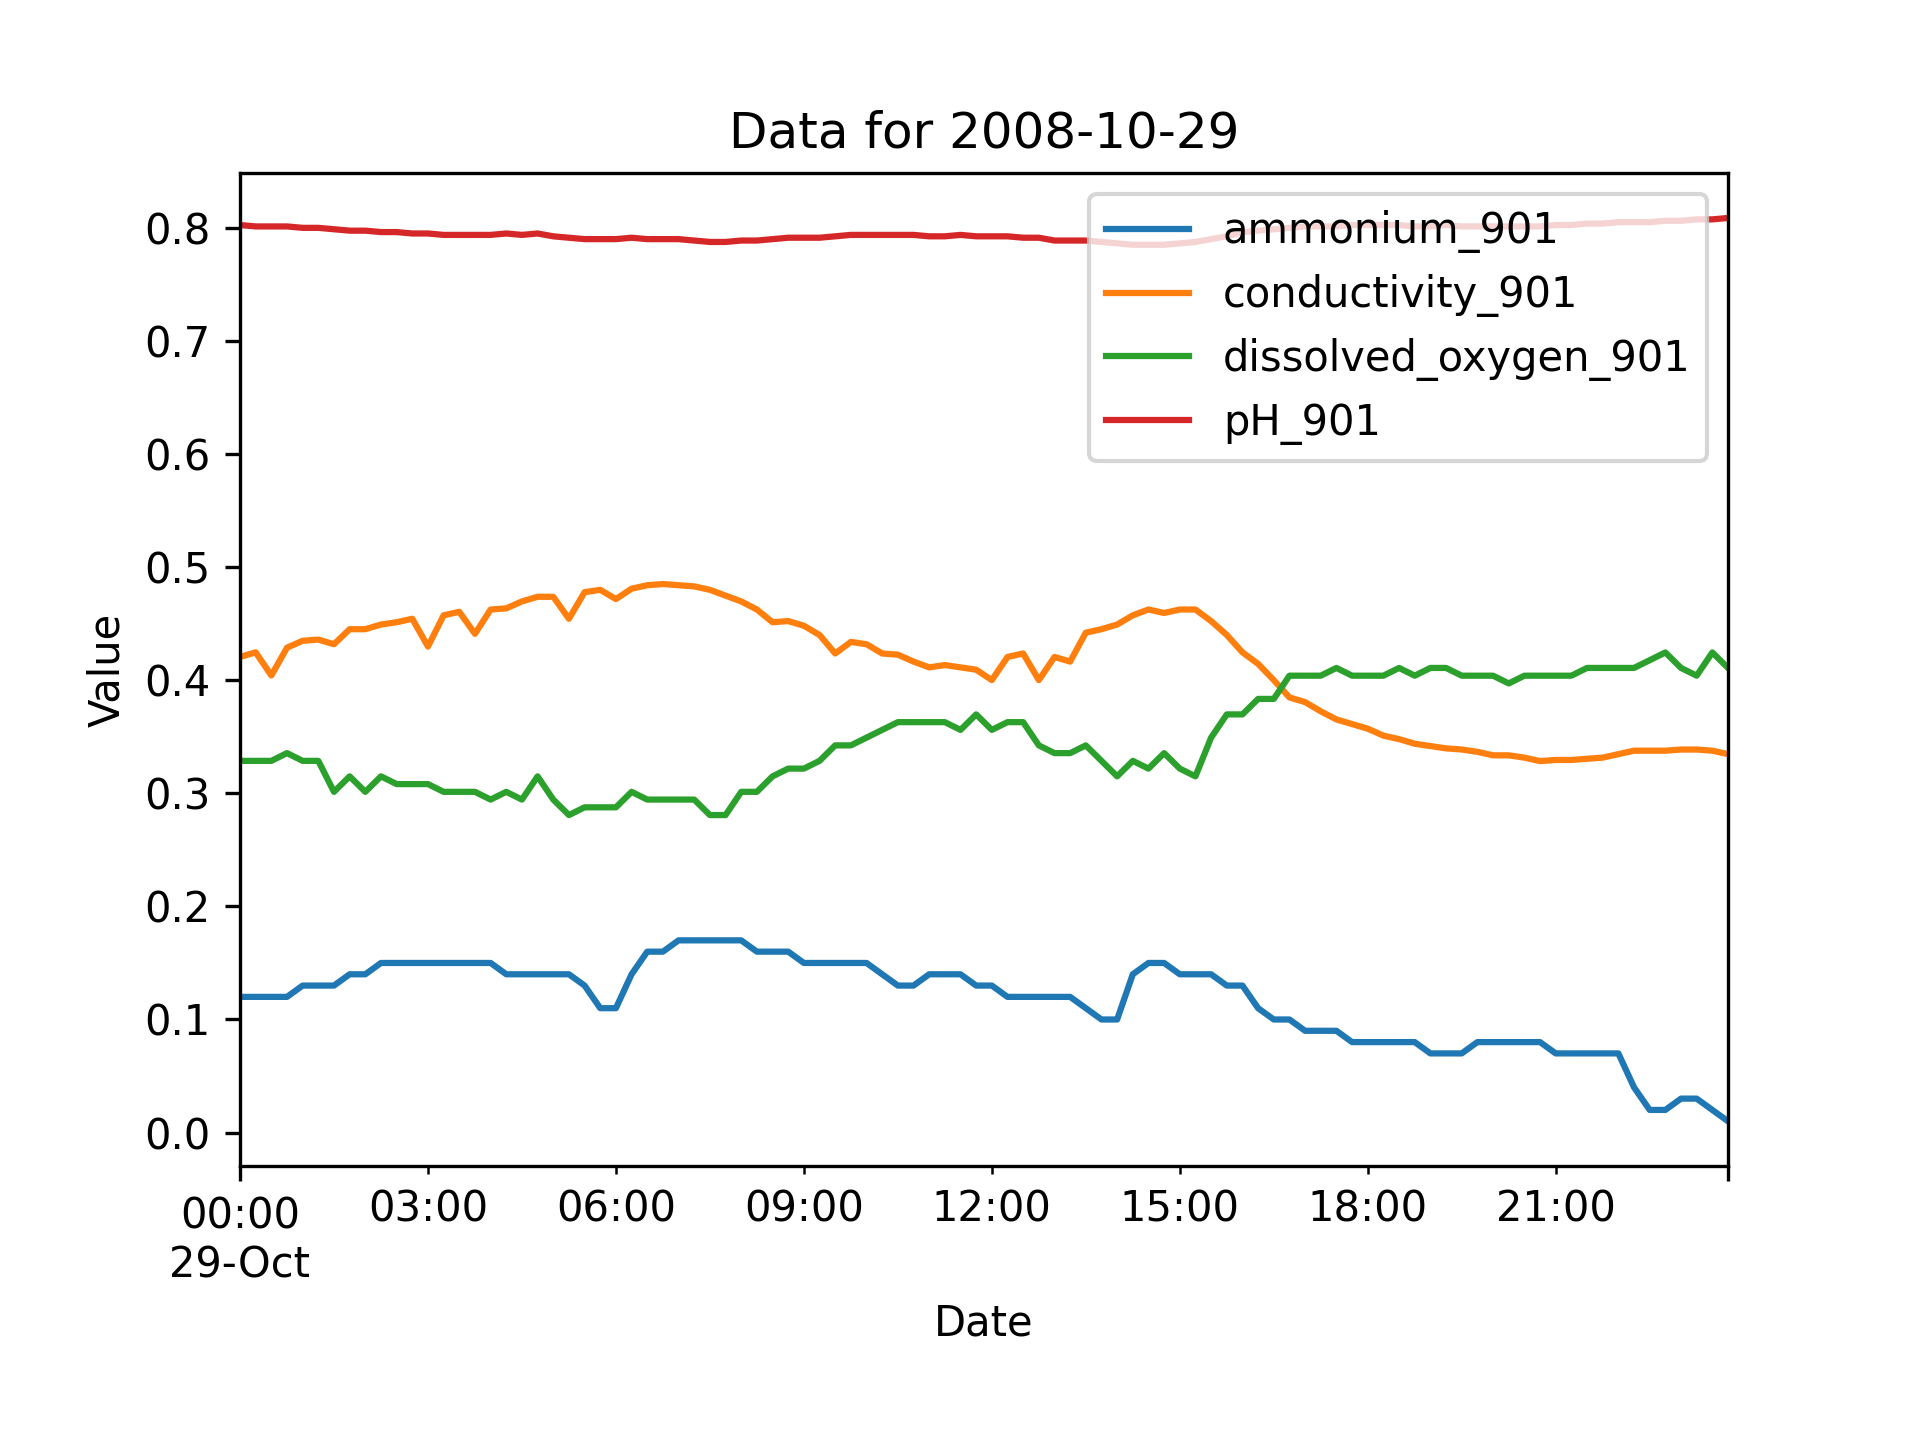 Data for 2008-10-29
ammonium_901
conductivity_901
dissolved_oxygen_901
pH_901
Value
0.8
0.7
0.6
0.5
0.4
0.3
0.2
0.1
0.0
00:00 03:00 06:00 09:00 12:00 15:00 18:00 21:00
29-Oct
Date